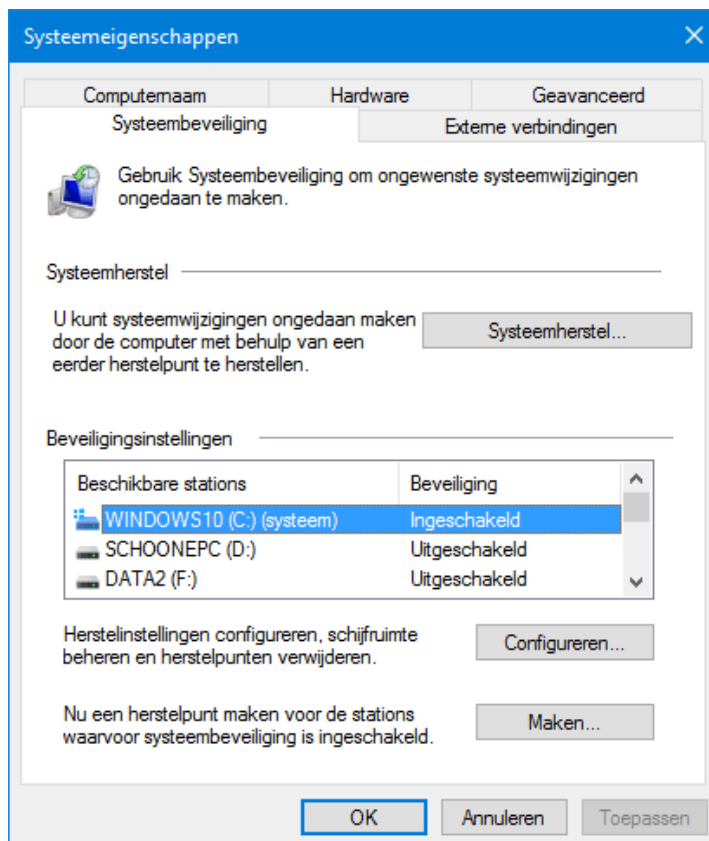 Systeemeigenschappen
Computernaam Hardware Geavanceerd
Systeembeveiliging Externe verbindingen
Gebruik Systeembeveiliging om ongewenste systeemwijzigingen
ongedaan te maken.
Systeemherstel
U kunt systeemwijzigingen ongedaan maken
door de computer met behulp van een
eerder herstelpunt te herstellen.
Systeemherstel...
Beveiligingsinstellingen
Beschikbare stations Beveiliging
WINDOWS10 (C:) (systeem) Ingeschakeld
SCHOONEPC (D:) Uitgeschakeld
DATA2 (F:) Uitgeschakeld
Herstelinstellingen configureren, schijfruimte
beheren en herstelpunten verwijderen.
Configureren...
Nu een herstelpunt maken voor de stations
waarvoor systeembeveiliging is ingeschakeld.
Maken...
OK Annuleren Toepassen